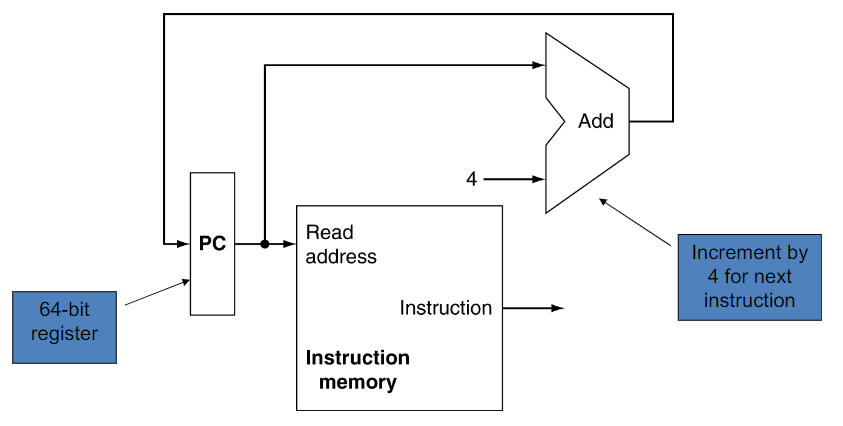 Add
4
PC
Read
address
Increment by
4 for next
instruction
64-bit
register
Instruction
Instruction
memory